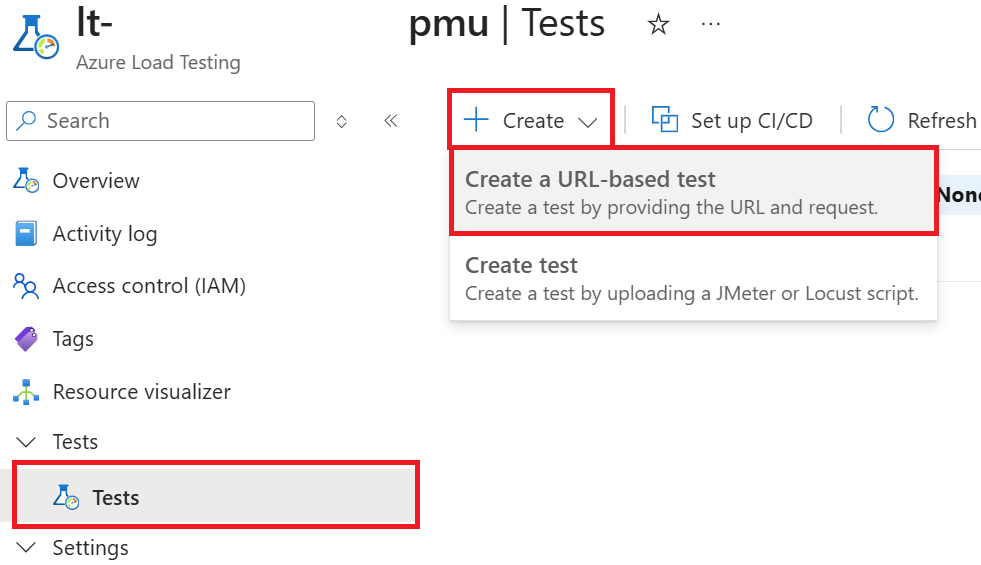 lt- pmu | Tests
Azure Load Testing
Search
Create
Set up CI/CD
Refresh
Create a URL-based test
Create a test by providing the URL and request.
Create test
Create a test by uploading a JMeter or Locust script.
Overview
Activity log
Access control (IAM)
Tags
Resource visualizer
Tests
Tests
Settings